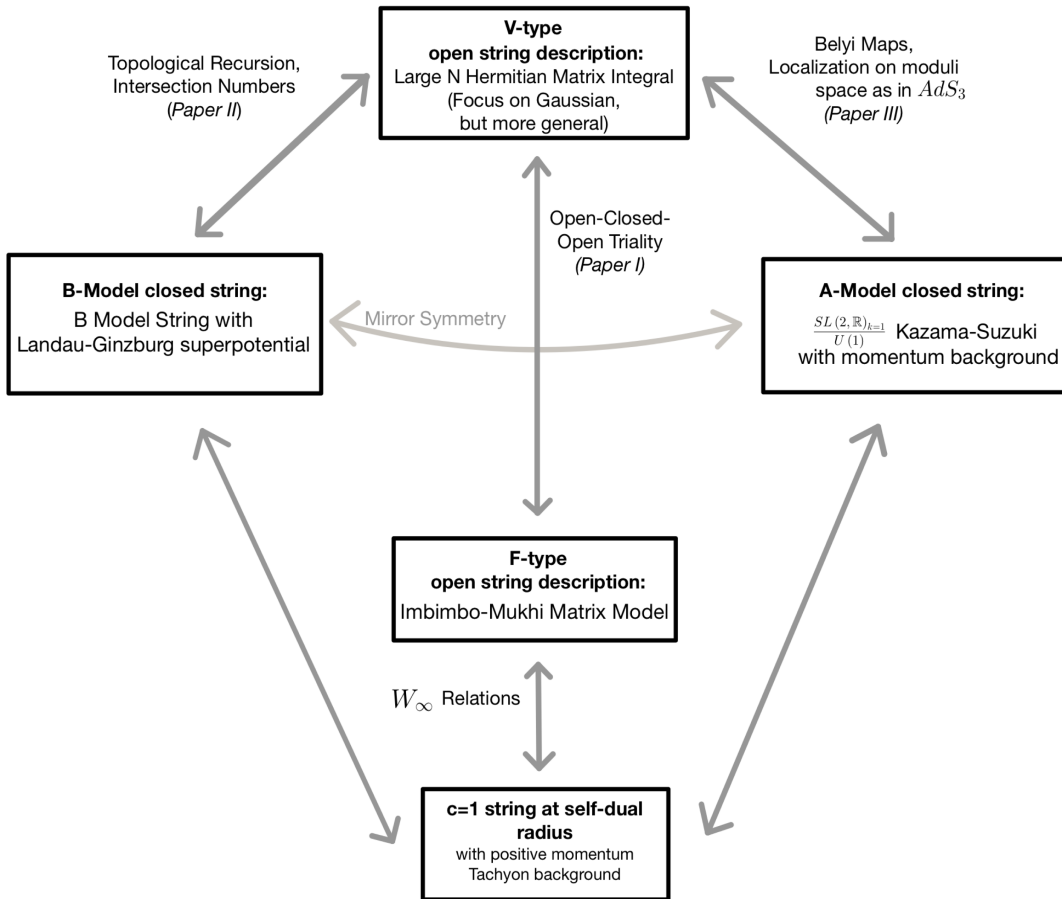 V-type
open string description:
Large N Hermitian Matrix Integral
(Focus on Gaussian,
but more general)
Topological Recursion,
Intersection Numbers
(Paper II)
Belyi Maps,
Localization on moduli
space as in AdS₃
(Paper III)
Open-Closed-
Open Triality
(Paper I)
B-Model closed string:
B Model String with
Landau-Ginzburg superpotential
Mirror Symmetry
A-Model closed string:
SL(2,ℝ)ₖ₌₁ / U(1) Kazama-Suzuki
with momentum background
F-type
open string description:
Imbimbo-Mukhi Matrix Model
W∞ Relations
c=1 string at self-dual
radius
with positive momentum
Tachyon background